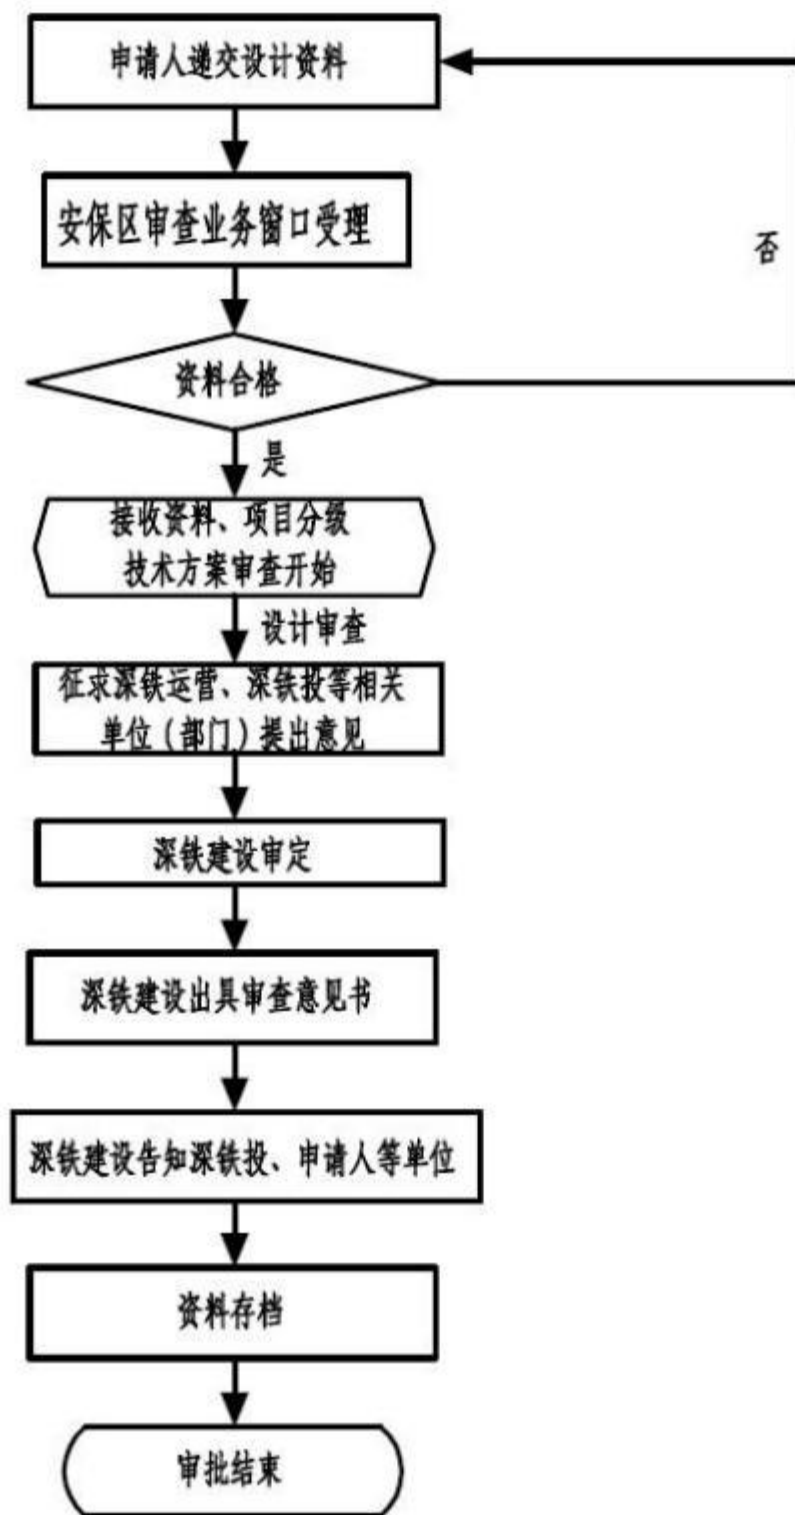 申请人递交设计资料
安保区审查业务窗口受理
否
资料合格
是
接收资料、项目分级
技术方案审查开始
设计审查
征求深铁运营、深铁投等相关
单位（部门）提出意见
深铁建设审定
深铁建设出具审查意见书
深铁建设告知深铁投、申请人等单位
资料存档
审批结束